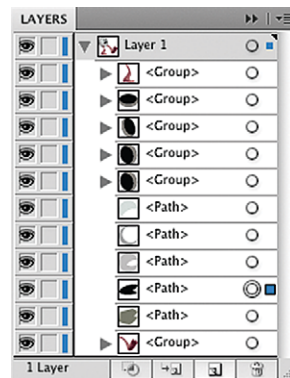 LAYERS
Layer 1
<Group>
<Group>
<Group>
<Group>
<Group>
<Path>
<Path>
<Path>
<Path>
<Path>
<Group>
1 Layer